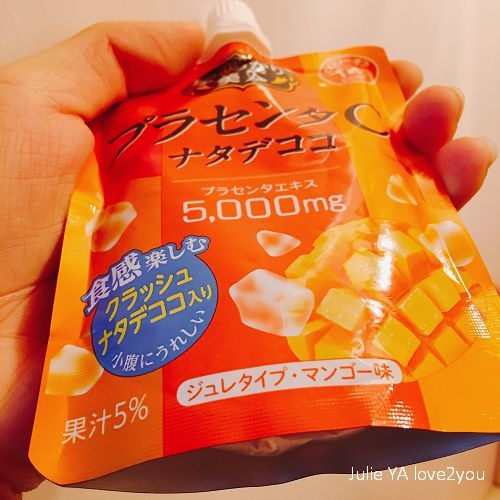 プラセンタC
ナタデココ
プラセンタエキス
5,000mg
食感楽しむ
クラッシュ
ナタデココ入り
小腹にうれしい
ジュレタイプ・マンゴー味
果汁5%
Julie YA love2you